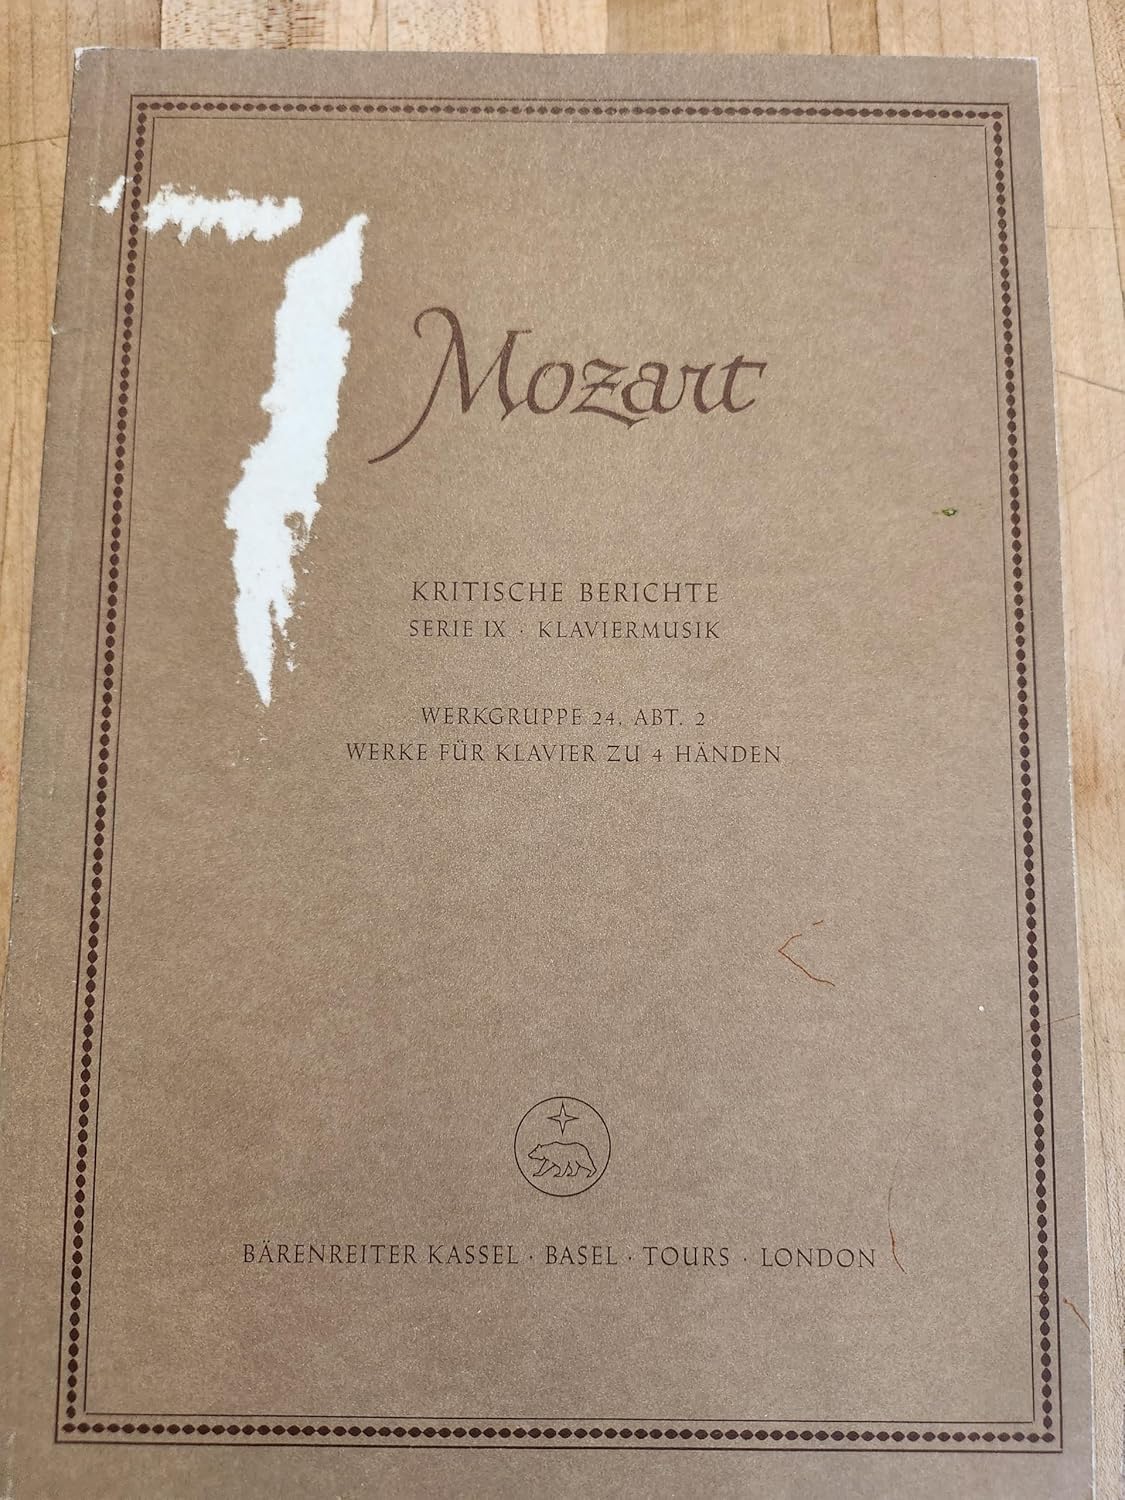 Mozart
KRITISCHE BERICHTE
SERIE IX · KLAVIERMUSIK
WERKGRUPPE 24, ABT. 2
WERKE FÜR KLAVIER ZU 4 HÄNDEN
BÄRENREITER KASSEL · BASEL · TOURS · LONDON